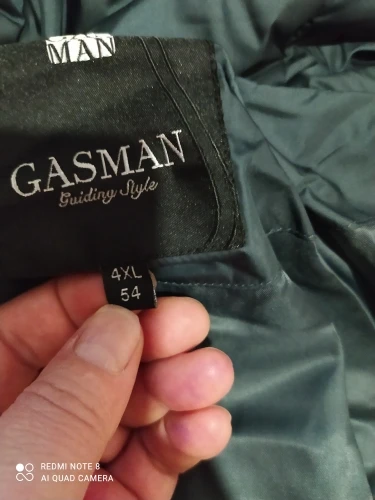 MAN
GASMAN
Guiding Style
4XL
54
REDMI NOTE 8
AI QUAD CAMERA